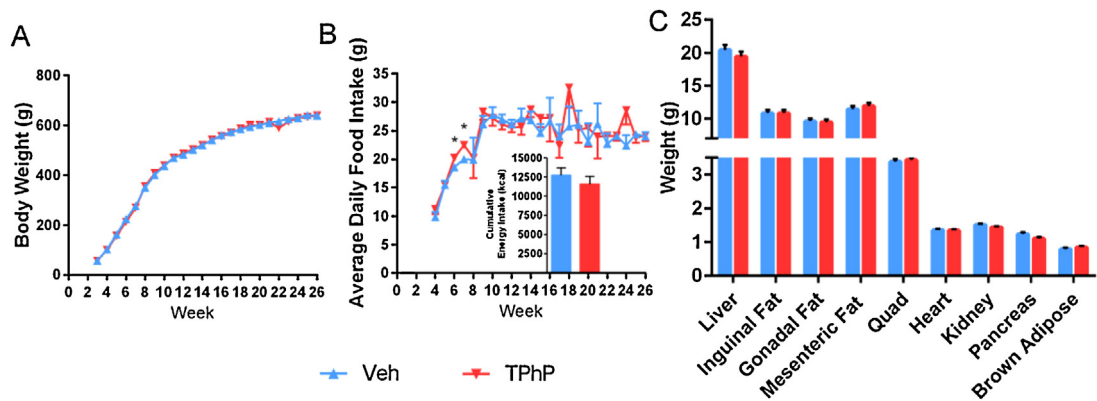 A
Body Weight (g)
800
600
400
200
0
0 2 4 6 8 10 12 14 16 18 20 22 24 26
Week
B
Average Daily Food Intake (g)
35
30
25
20
15
10
5
0
* *
Cumulative
Energy Intake (kcal)
15000
12500
10000
7500
5000
2500
0 2 4 6 8 10 12 14 16 18 20 22 24 26
Week
C
Weight (g)
25
20
15
10
3
2
1
0
Liver
Inguinal Fat
Gonadal Fat
Mesenteric Fat
Quad
Heart
Kidney
Pancreas
Brown Adipose
Veh TPhP